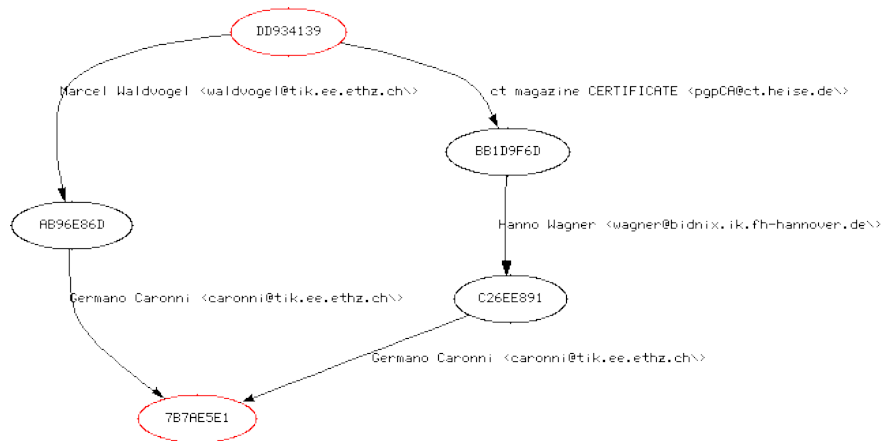 DD934139
Marcel Waldvogel <waldvogel@tik.ee.ethz.ch\>
ct magazine CERTIFICATE <pgpCA@ct.heise.de\>
BB1D9F6D
AB96E86D
Hanno Wagner <wagner@bidnix.ik.fh-hannover.de\>
Germano Caronni <caronni@tik.ee.ethz.ch\>
C26EE891
Germano Caronni <caronni@tik.ee.ethz.ch\>
7B7AE5E1